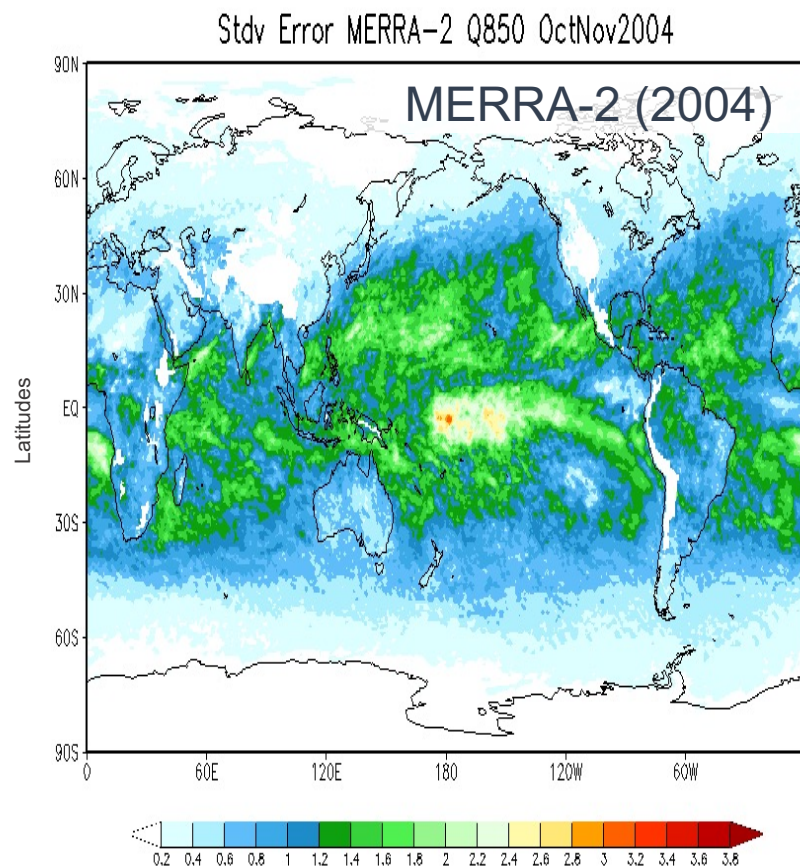 Stdv Error MERRA-2 Q850 OctNov2004
MERRA-2 (2004)
90N
60N
30N
EQ
30S
60S
90S
Latitudes
0 60E 120E 180 120W 60W
0.2 0.4 0.6 0.8 1 1.2 1.4 1.6 1.8 2 2.2 2.4 2.6 2.8 3 3.2 3.4 3.6 3.8